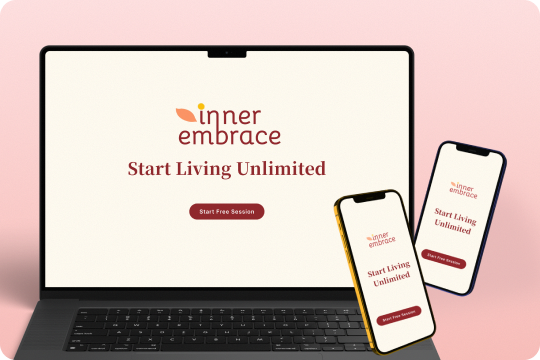 inner
embrace
Start Living Unlimited
Start Free Session
inner
embrace
Start Living
Unlimited
Start Free Session
inner
embrace
Start Living
Unlimited
Start Free Session